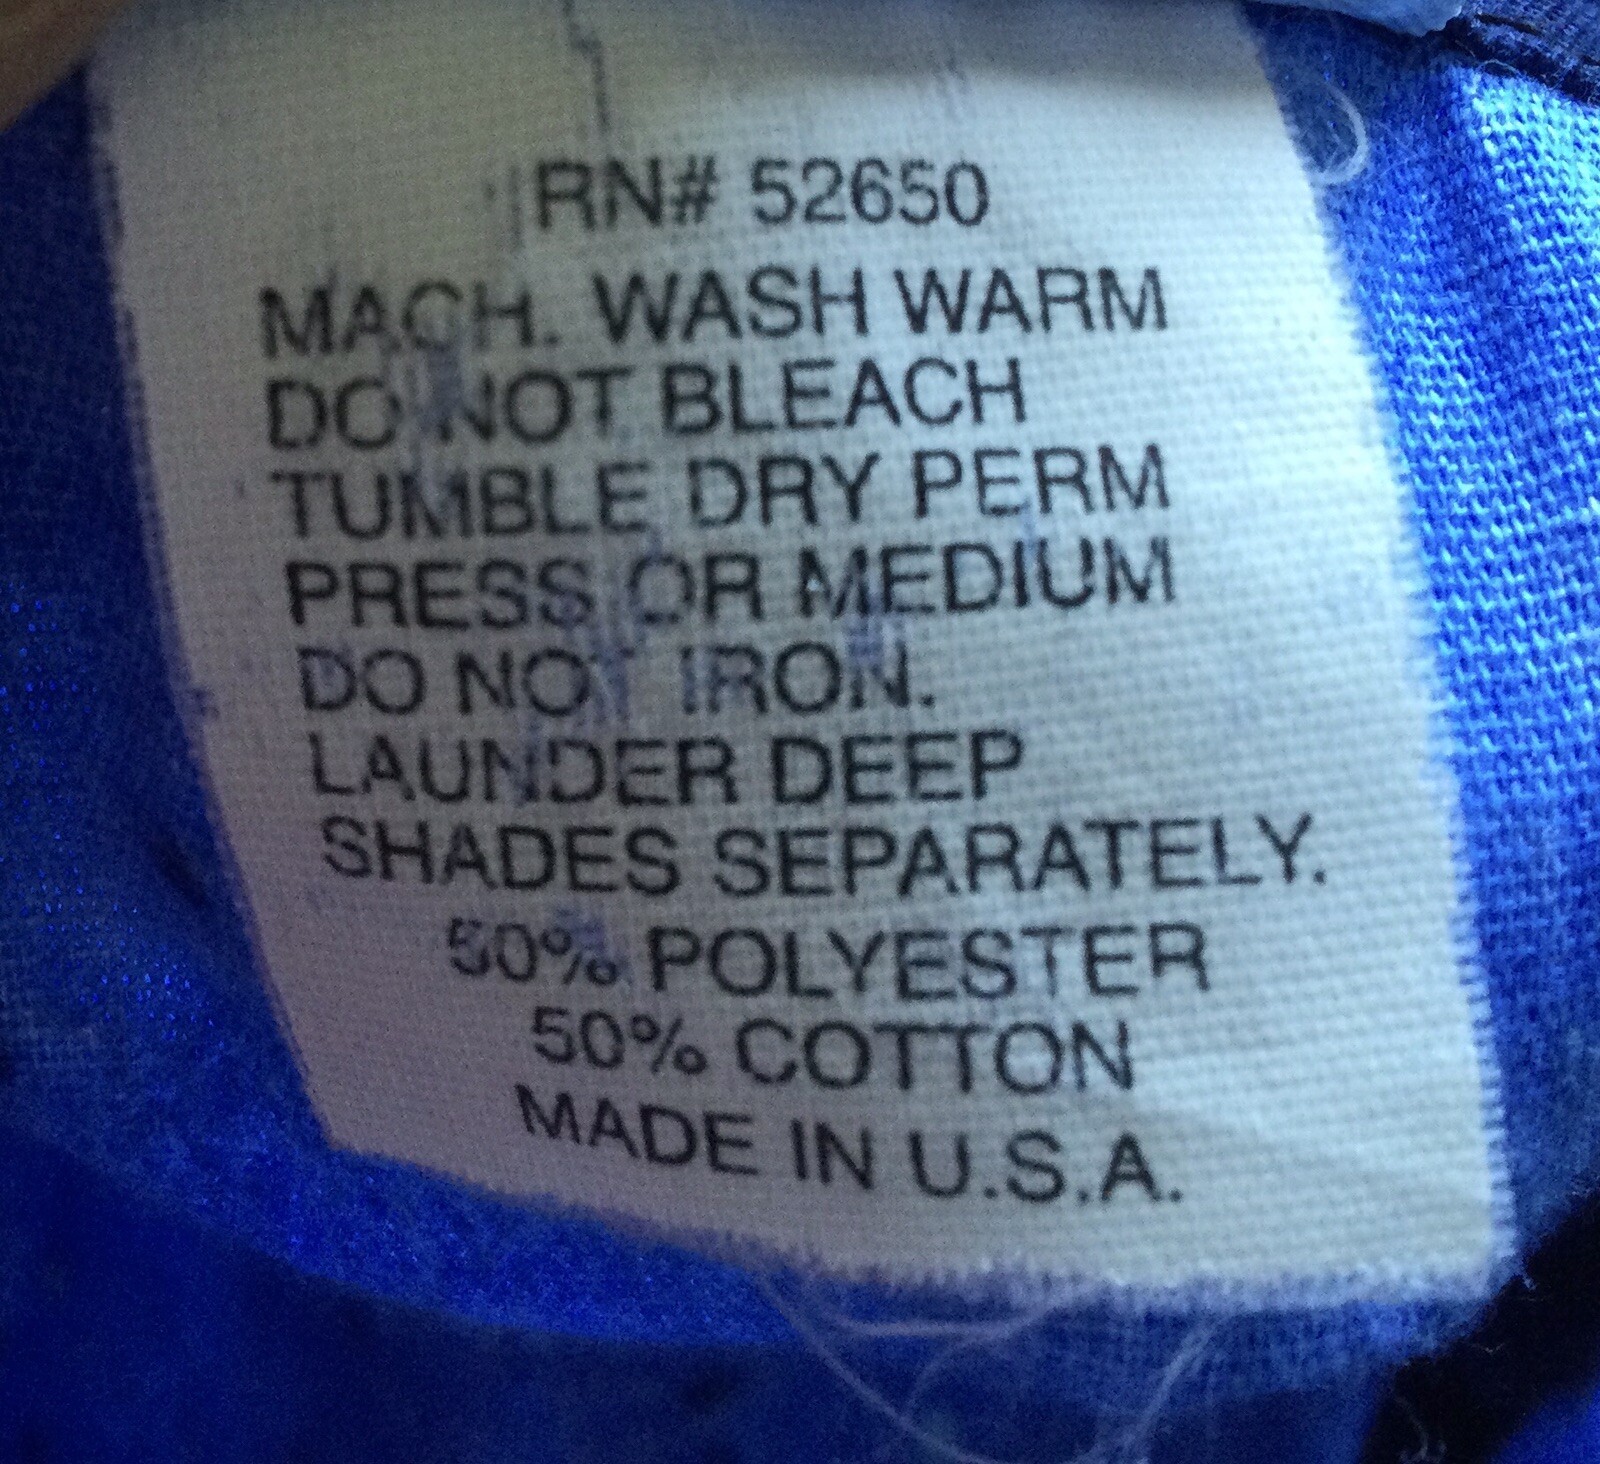 RN# 52650
MACH. WASH WARM
DO NOT BLEACH
TUMBLE DRY PERM
PRESS OR MEDIUM
DO NOT IRON.
LAUNDER DEEP
SHADES SEPARATELY.
50% POLYESTER
50% COTTON
MADE IN U.S.A.